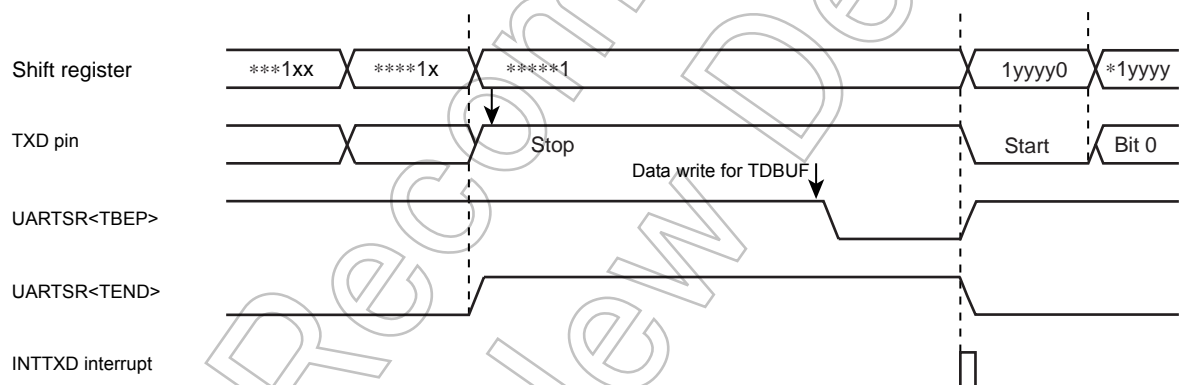 Shift register
***1xx
****1x
*****1
1yyyy0
*1yyyy
TXD pin
Stop
Start
Bit 0
Data write for TDBUF
UARTSR<TBEP>
UARTSR<TEND>
INTTXD interrupt